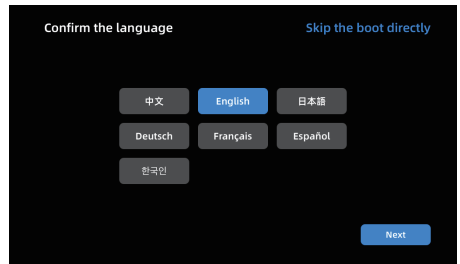 Confirm the language
Skip the boot directly
中文
English
日本語
Deutsch
Français
Español
한국인
Next